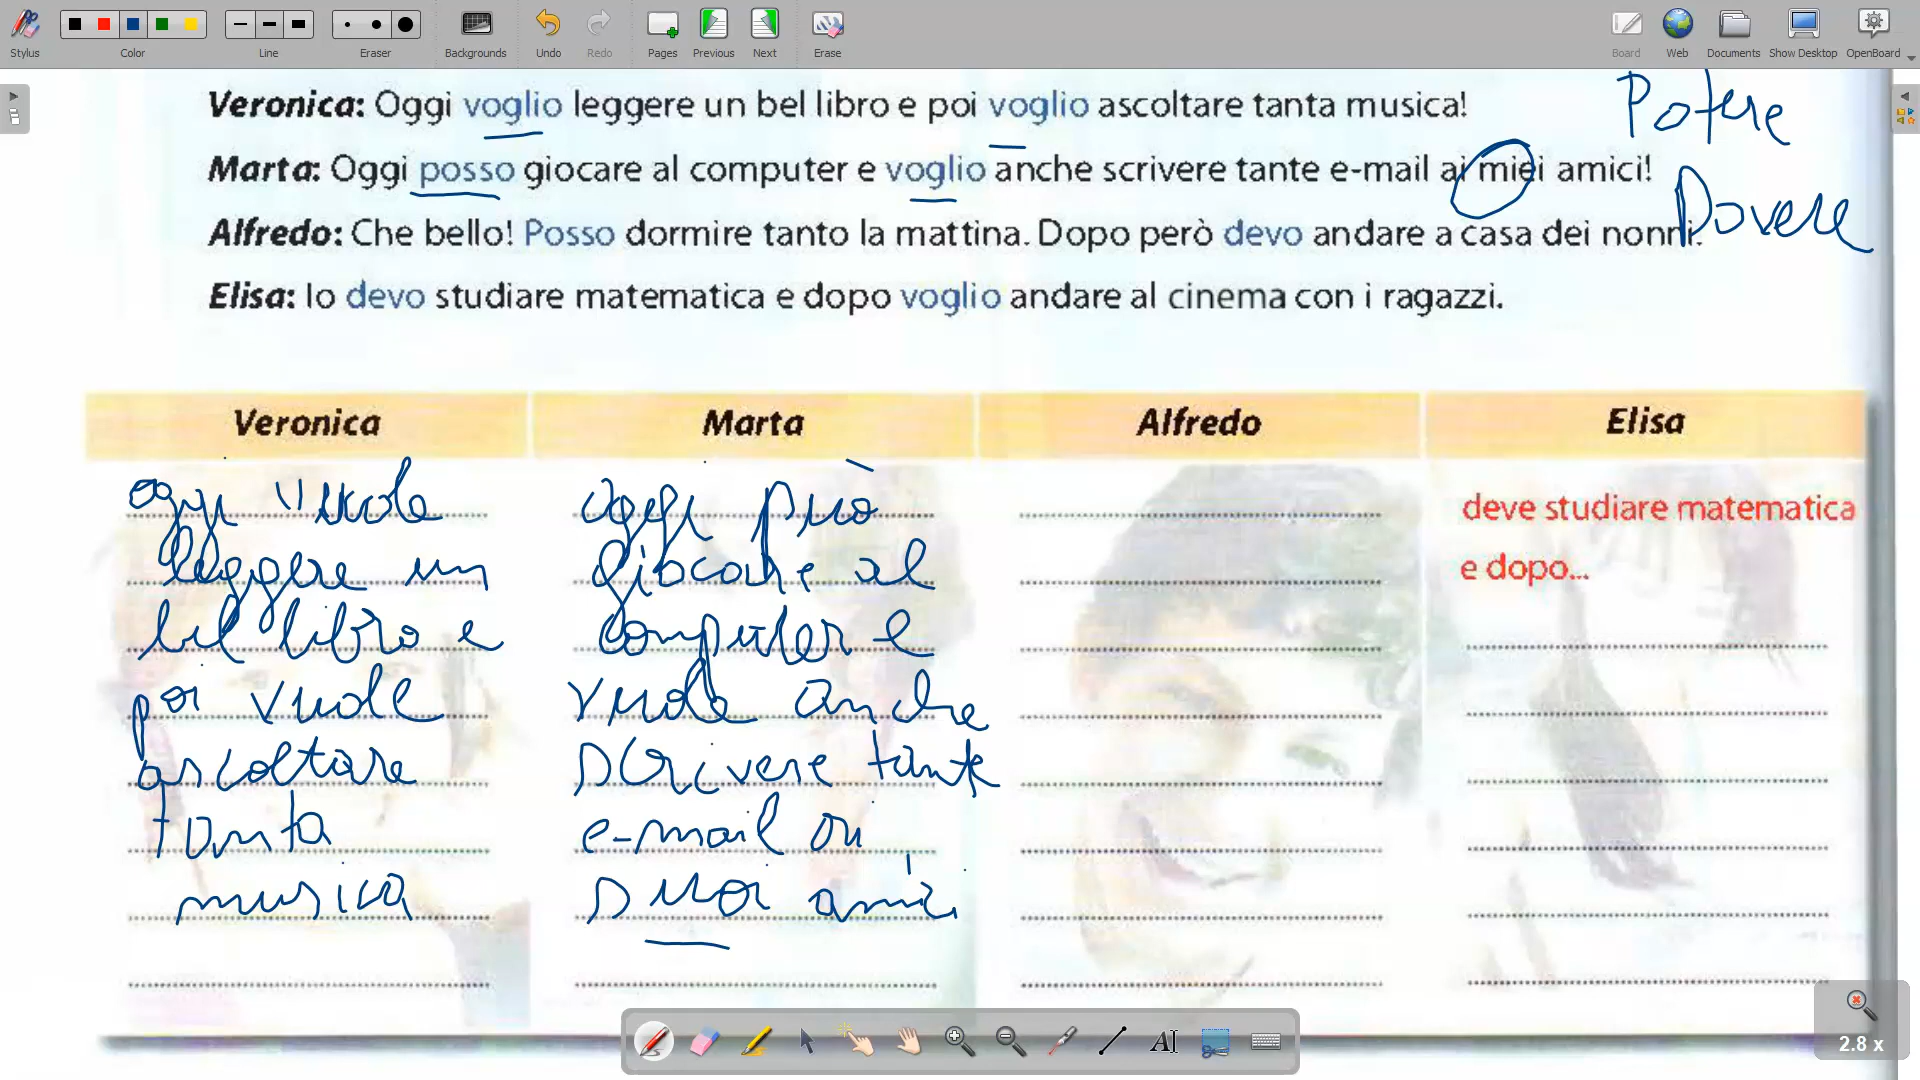 Stylus Color Line Eraser Backgrounds Undo Redo Pages Previous Next Erase Board Web Documents Show Desktop OpenBoard
Veronica: Oggi voglio leggere un bel libro e poi voglio ascoltare tanta musica!
Potere
Marta: Oggi posso giocare al computer e voglio anche scrivere tante e-mail ai miei amici!
Dovere
Alfredo: Che bello! Posso dormire tanto la mattina. Dopo però devo andare a casa dei nonni.
Elisa: Io devo studiare matematica e dopo voglio andare al cinema con i ragazzi.
Veronica
oggi vuole
leggere un
bel libro e
poi vuole
ascoltare
tanta
musica
Marta
oggi può
giocare al
computer e
vuole anche
scrivere tante
e-mail ai
suoi amici
Alfredo
Elisa
deve studiare matematica
e dopo...
2.8 x